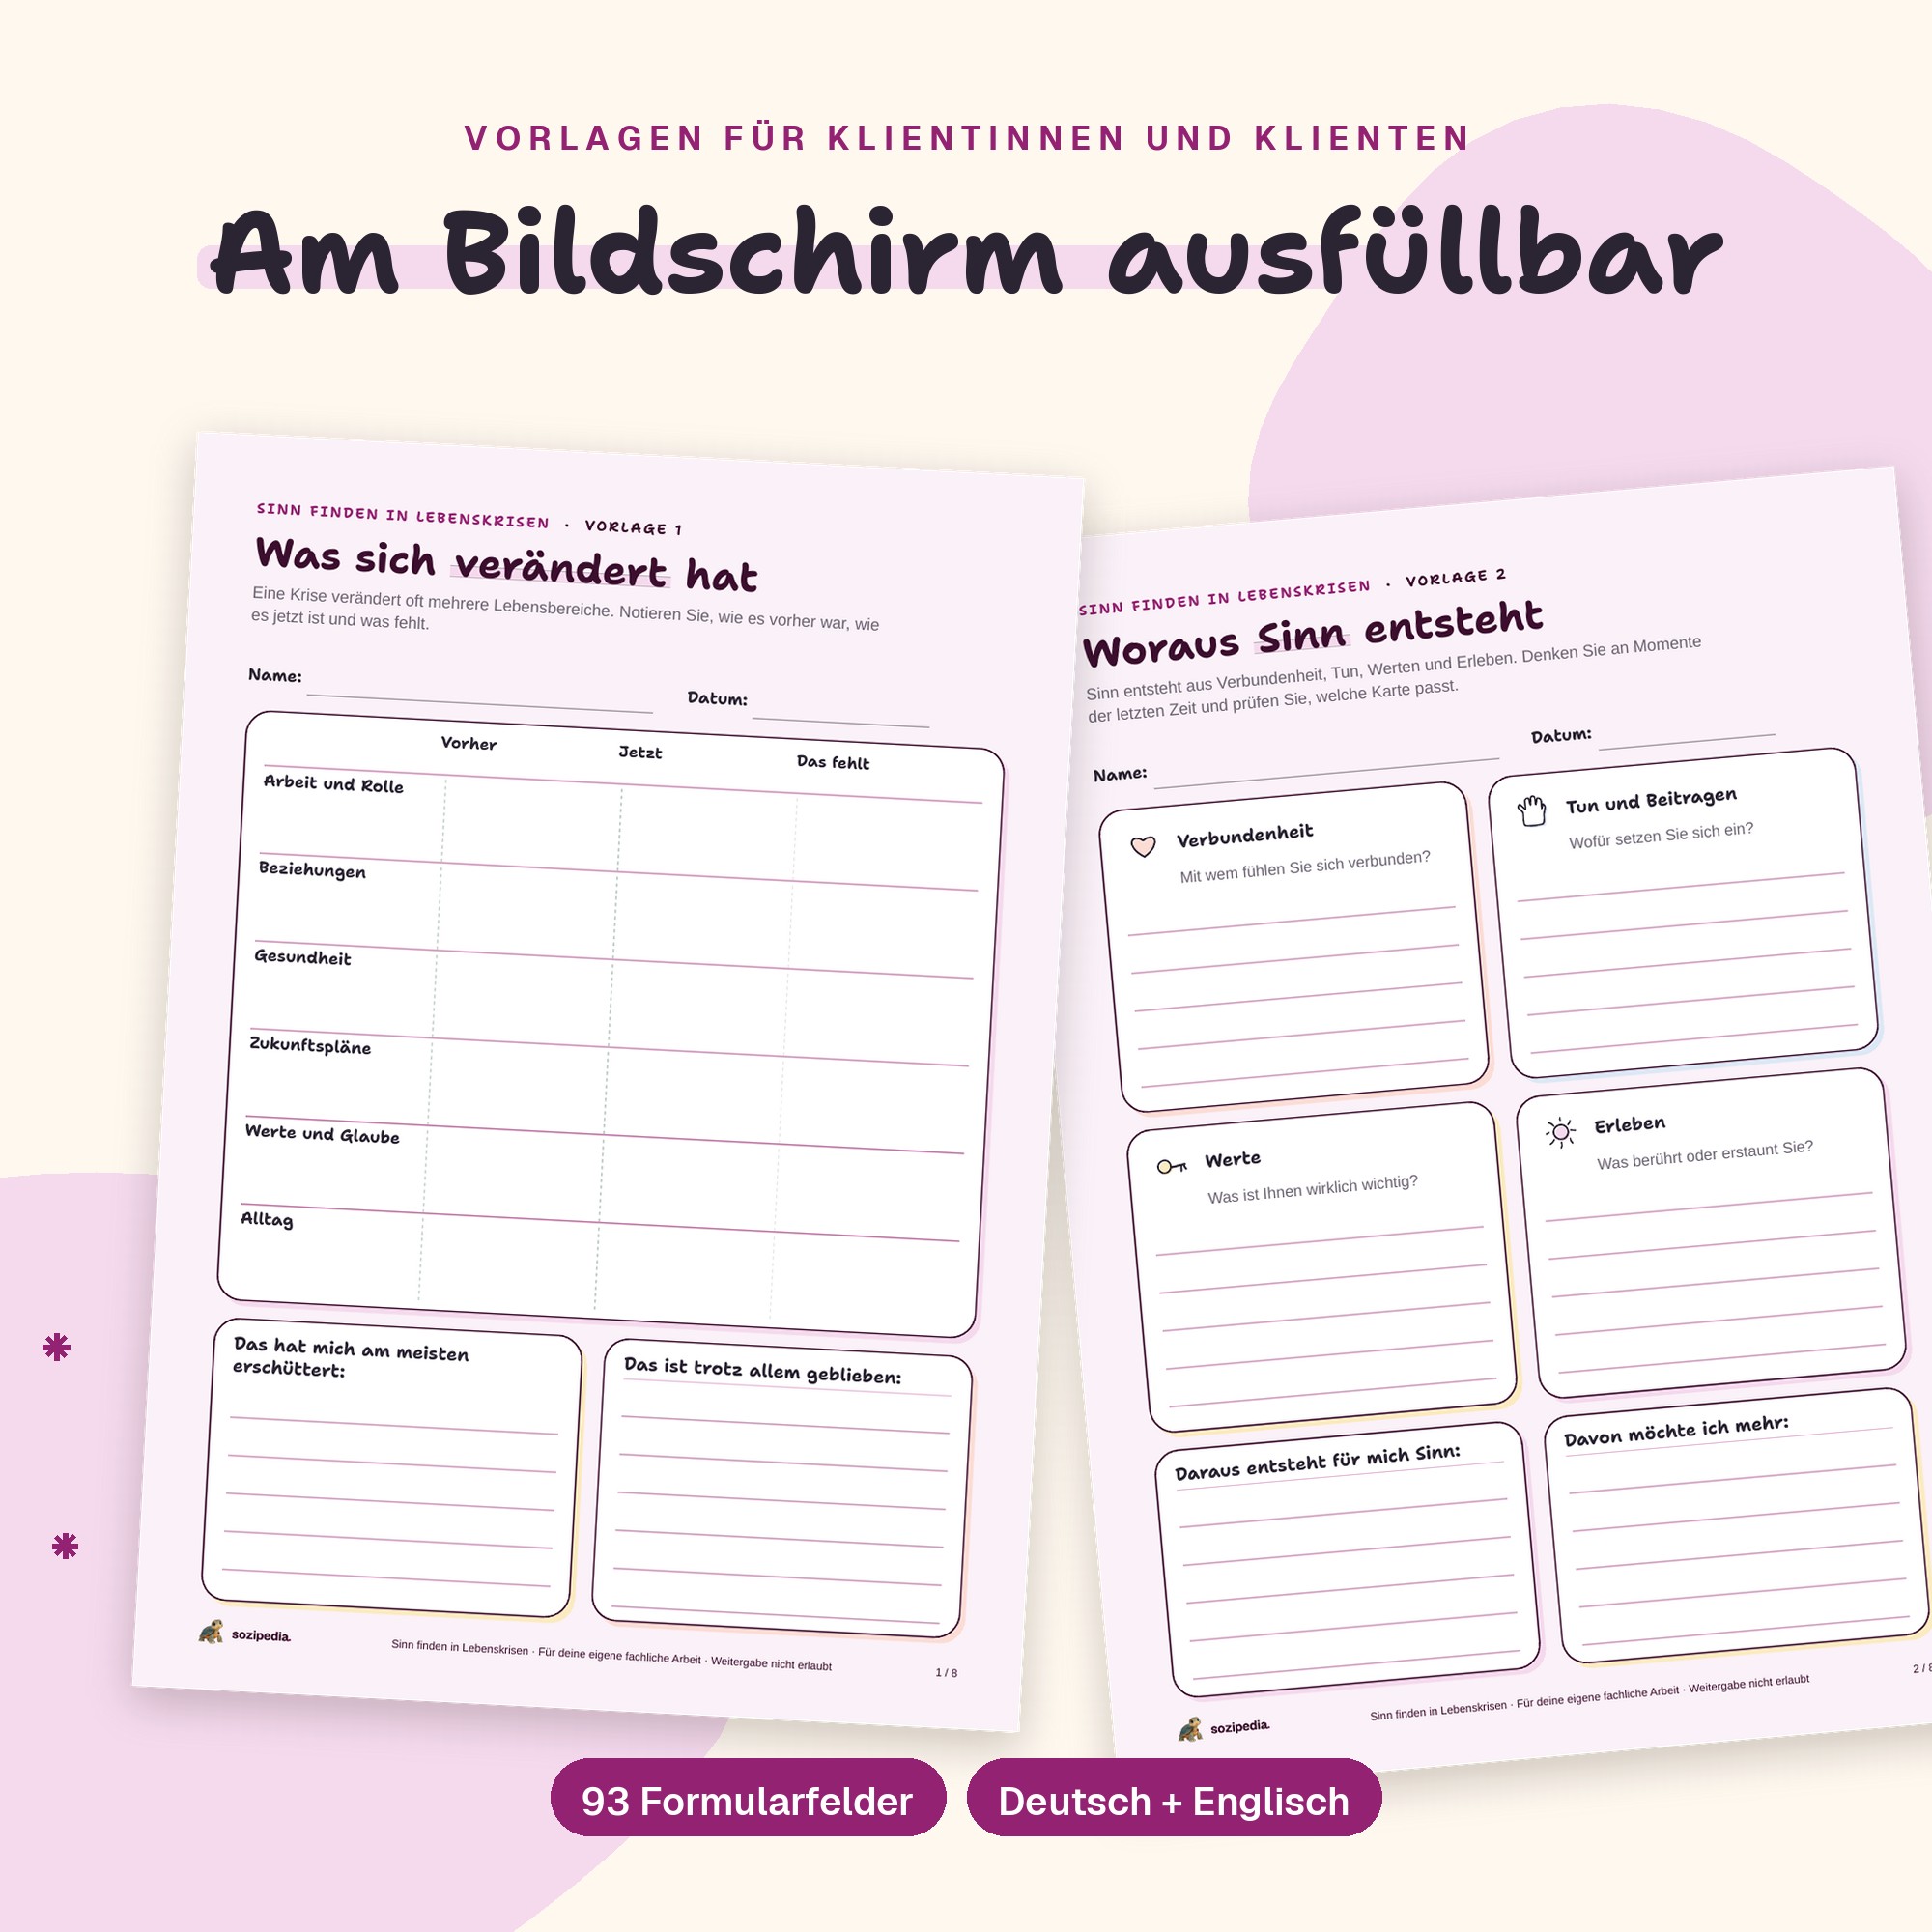 VORLAGEN FÜR KLIENTINNEN UND KLIENTEN
Am Bildschirm ausfüllbar
SINN FINDEN IN LEBENSKRISEN · VORLAGE 1
Was sich verändert hat
Eine Krise verändert oft mehrere Lebensbereiche. Notieren Sie, wie es vorher war, wie
es jetzt ist und was fehlt.
Name:
Datum:
Vorher
Jetzt
Das fehlt
Arbeit und Rolle
Beziehungen
Gesundheit
Zukunftspläne
Werte und Glaube
Alltag
Das hat mich am meisten
erschüttert:
Das ist trotz allem geblieben:
sozipedia.
Sinn finden in Lebenskrisen · Für deine eigene fachliche Arbeit · Weitergabe nicht erlaubt
1 / 8
SINN FINDEN IN LEBENSKRISEN · VORLAGE 2
Woraus Sinn entsteht
Sinn entsteht aus Verbundenheit, Tun, Werten und Erleben. Denken Sie an Momente
der letzten Zeit und prüfen Sie, welche Karte passt.
Name:
Datum:
Verbundenheit
Mit wem fühlen Sie sich verbunden?
Tun und Beitragen
Wofür setzen Sie sich ein?
Werte
Was ist Ihnen wirklich wichtig?
Erleben
Was berührt oder erstaunt Sie?
Daraus entsteht für mich Sinn:
Davon möchte ich mehr:
sozipedia.
Sinn finden in Lebenskrisen · Für deine eigene fachliche Arbeit · Weitergabe nicht erlaubt
2 / 8
93 Formularfelder
Deutsch + Englisch